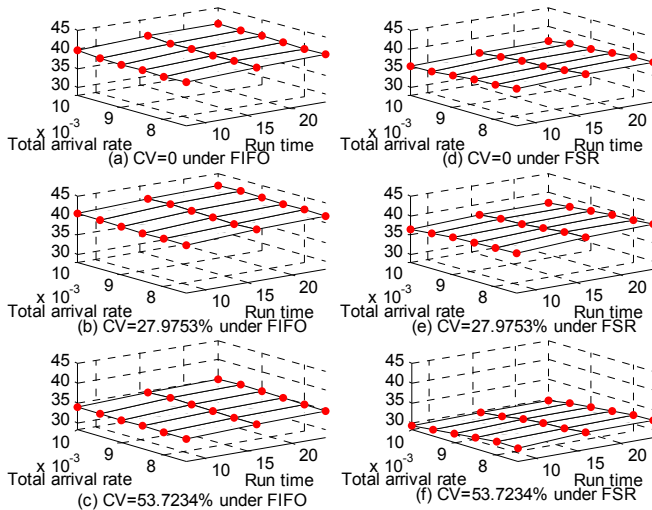 45
40
35
30
10
9
8
x 10⁻³
10
15
20
Total arrival rate
Run time
(a) CV=0 under FIFO
45
40
35
30
10
9
8
x 10⁻³
10
15
20
Total arrival rate
Run time
(d) CV=0 under FSR
45
40
35
30
10
9
8
x 10⁻³
10
15
20
Total arrival rate
Run time
(b) CV=27.9753% under FIFO
45
40
35
30
10
9
8
x 10⁻³
10
15
20
Total arrival rate
Run time
(e) CV=27.9753% under FSR
45
40
35
30
10
9
8
x 10⁻³
10
15
20
Total arrival rate
Run time
(c) CV=53.7234% under FIFO
45
40
35
30
10
9
8
x 10⁻³
10
15
20
Total arrival rate
Run time
(f) CV=53.7234% under FSR